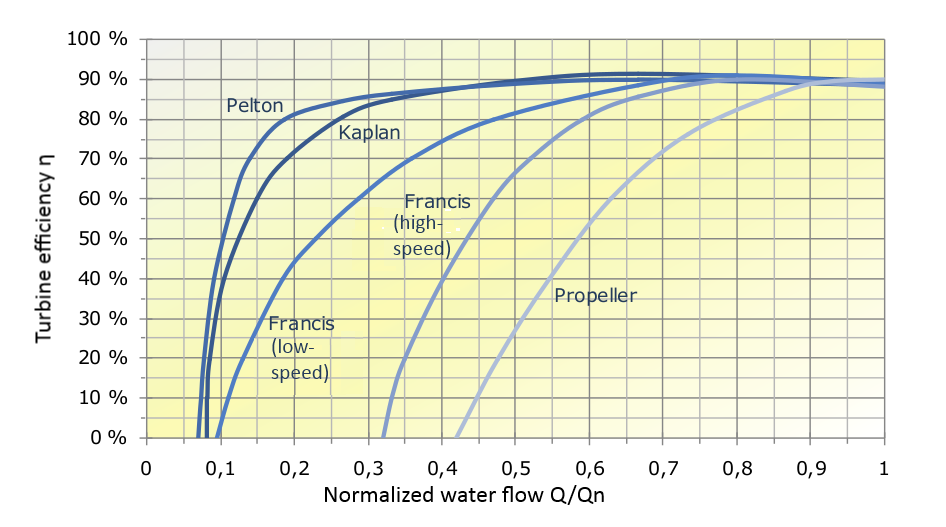 100 %
90 %
80 %
70 %
60 %
50 %
40 %
30 %
20 %
10 %
0 %
Turbine efficiency η
Pelton
Kaplan
Francis
(high-
speed)
Propeller
Francis
(low-
speed)
0 0,1 0,2 0,3 0,4 0,5 0,6 0,7 0,8 0,9 1
Normalized water flow Q/Qn